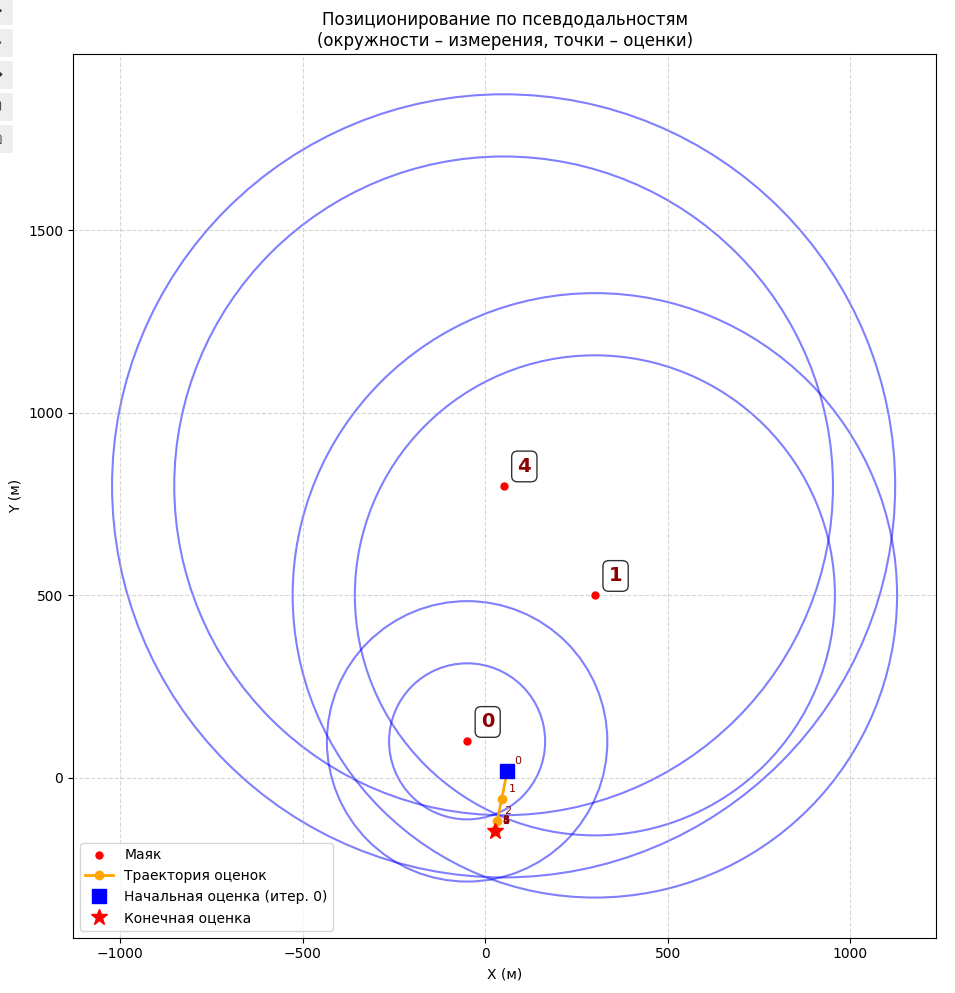 Позиционирование по псевдодальностям
(окружности – измерения, точки – оценки)
Y (м)
1500
1000
500
0
4
1
0
0
1
2
Маяк
Траектория оценок
Начальная оценка (итер. 0)
Конечная оценка
−1000
−500
0
500
1000
X (м)